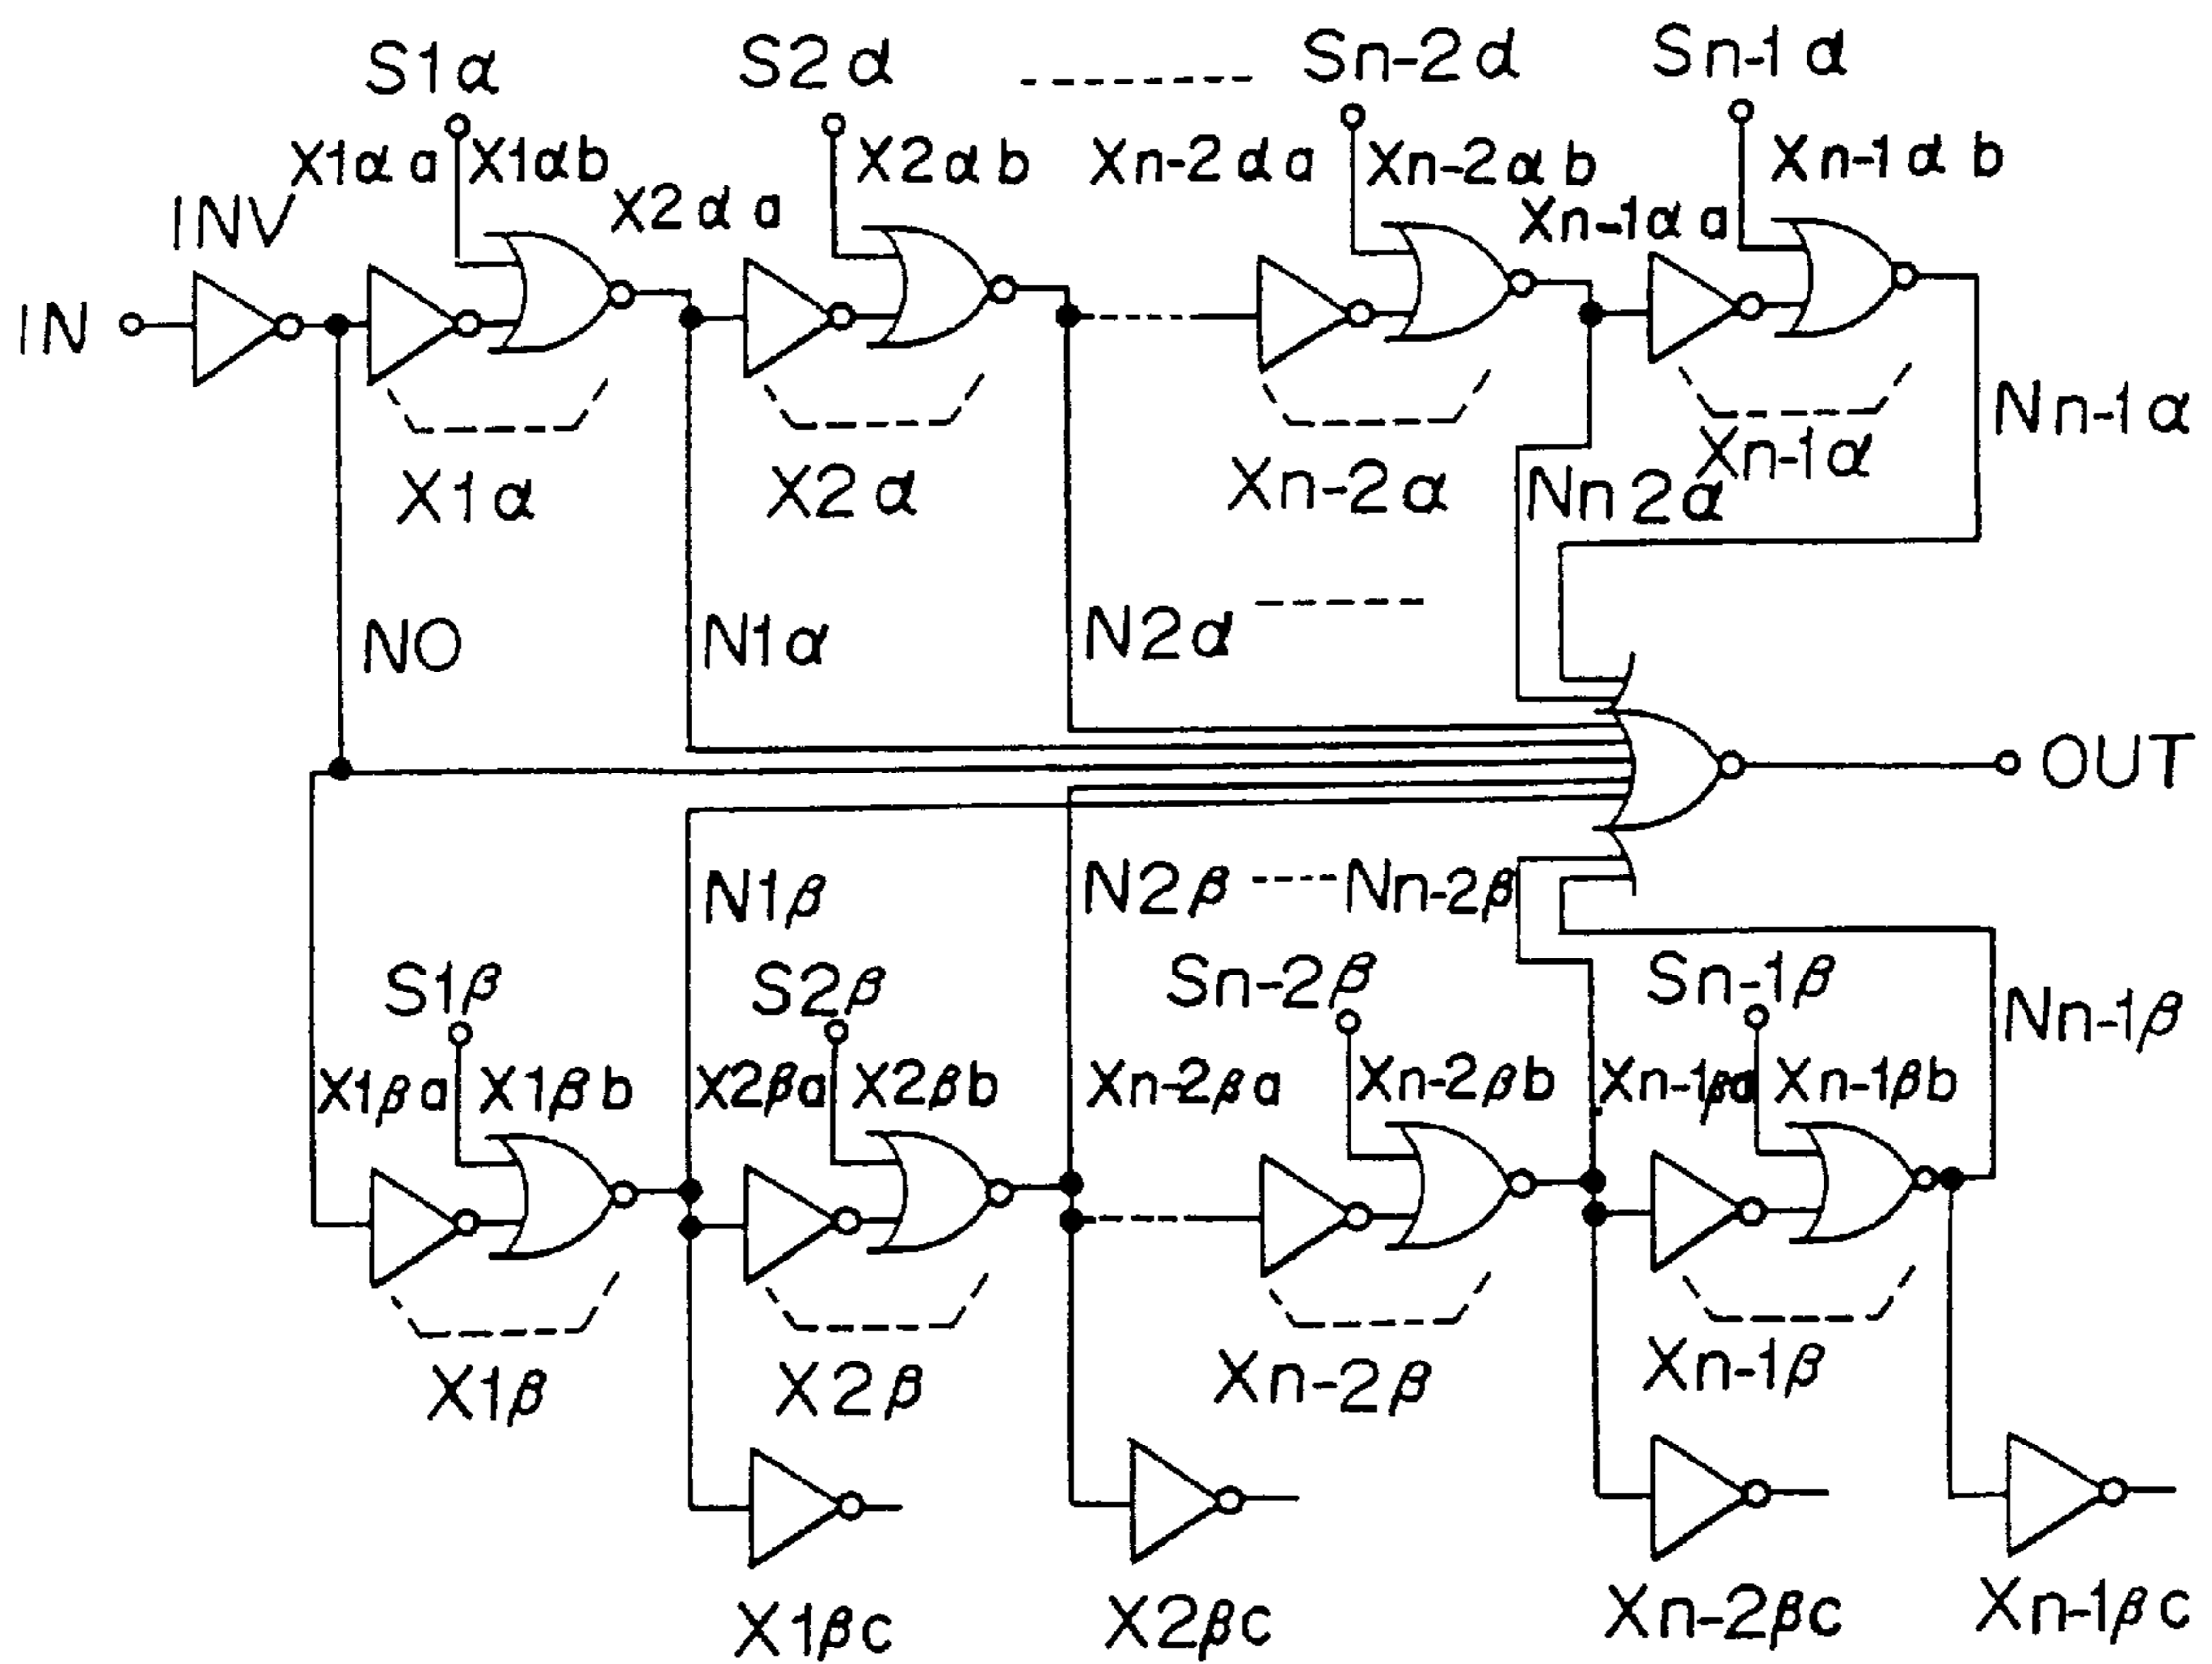 S1α
S2α
Sn-2α
Sn-1α
X1αa
X1αb
X2αb
Xn-2αa
Xn-2αb
Xn-1αb
INV
X2αa
Xn-1αa
IN
X1α
X2α
Xn-2α
Xn-1α
Nn-1α
Nn2α
N0
N1α
N2α
OUT
N1β
N2β
Nn-2β
S1β
S2β
Sn-2β
Sn-1β
Nn-1β
X1βa
X1βb
X2βa
X2βb
Xn-2βa
Xn-2βb
Xn-1βa
Xn-1βb
X1β
X2β
Xn-2β
Xn-1β
X1βc
X2βc
Xn-2βc
Xn-1βc